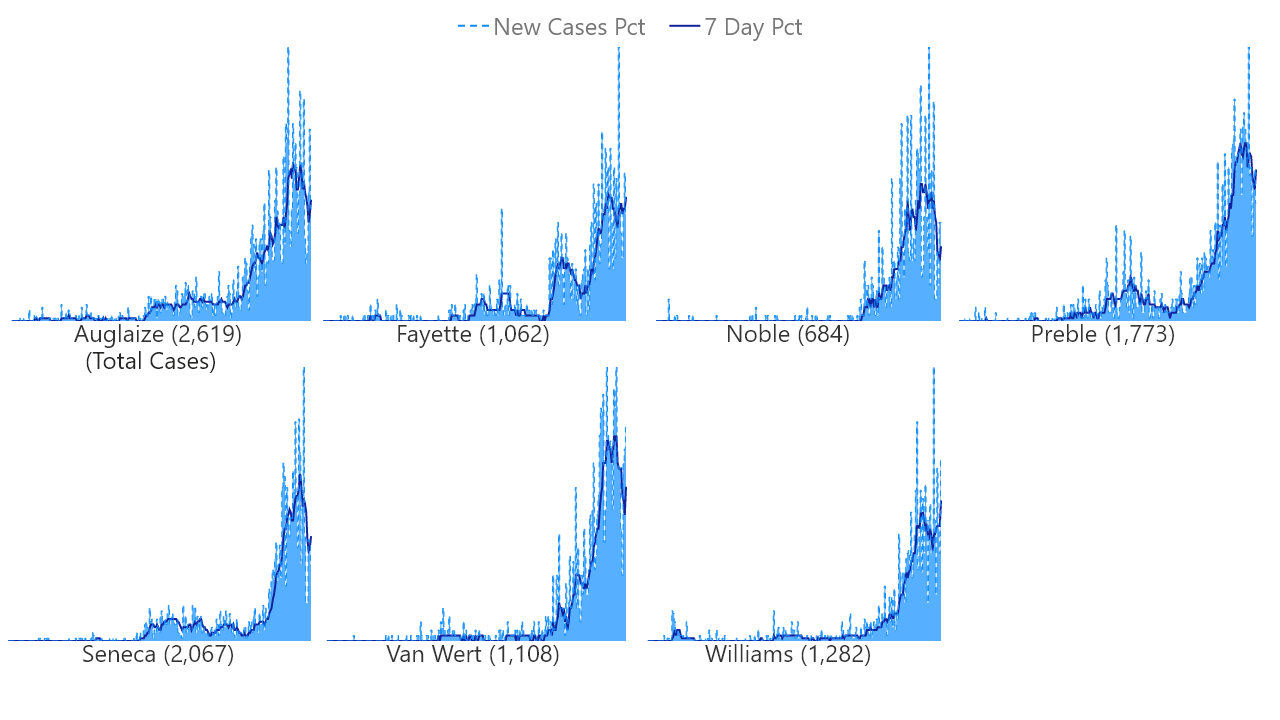 New Cases Pct 7 Day Pct
Auglaize (2,619)
(Total Cases)
Fayette (1,062)
Noble (684)
Preble (1,773)
Seneca (2,067)
Van Wert (1,108)
Williams (1,282)